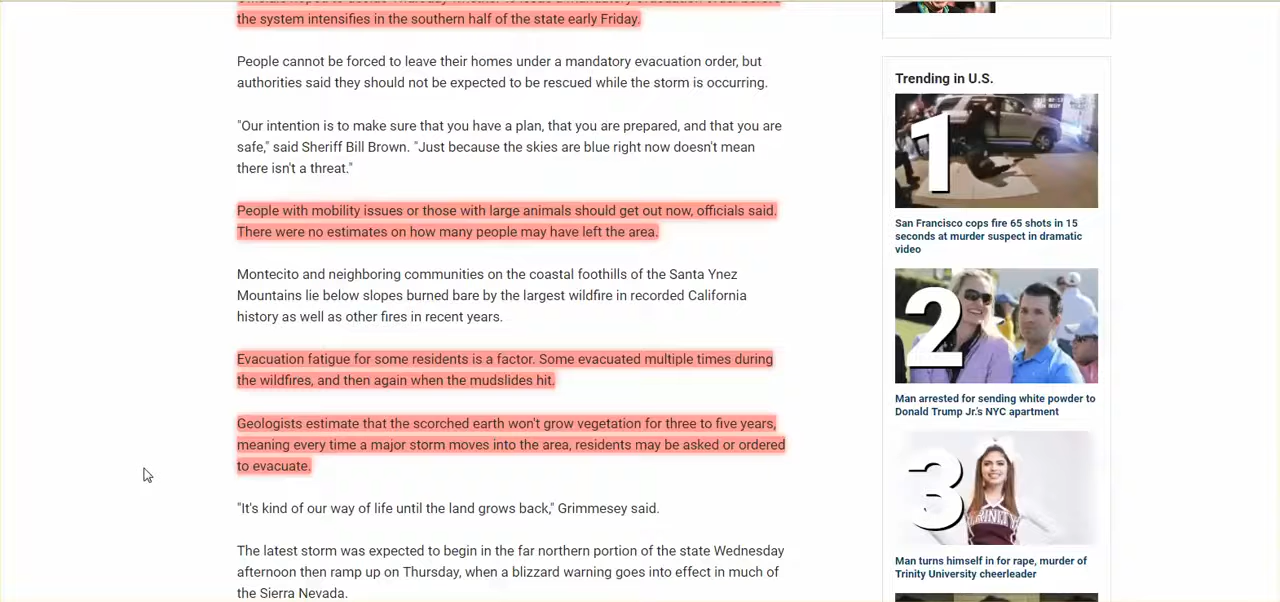 the system intensifies in the southern half of the state early Friday.
People cannot be forced to leave their homes under a mandatory evacuation order, but
authorities said they should not be expected to be rescued while the storm is occurring.
"Our intention is to make sure that you have a plan, that you are prepared, and that you are
safe," said Sheriff Bill Brown. "Just because the skies are blue right now doesn't mean
there isn't a threat."
People with mobility issues or those with large animals should get out now, officials said.
There were no estimates on how many people may have left the area.
Montecito and neighboring communities on the coastal foothills of the Santa Ynez
Mountains lie below slopes burned bare by the largest wildfire in recorded California
history as well as other fires in recent years.
Evacuation fatigue for some residents is a factor. Some evacuated multiple times during
the wildfires, and then again when the mudslides hit.
Geologists estimate that the scorched earth won't grow vegetation for three to five years,
meaning every time a major storm moves into the area, residents may be asked or ordered
to evacuate.
"It's kind of our way of life until the land grows back," Grimmesey said.
The latest storm was expected to begin in the far northern portion of the state Wednesday
afternoon then ramp up on Thursday, when a blizzard warning goes into effect in much of
the Sierra Nevada.
Trending in U.S.
1
San Francisco cops fire 65 shots in 15
seconds at murder suspect in dramatic
video
2
Man arrested for sending white powder to
Donald Trump Jr.'s NYC apartment
3
Man turns himself in for rape, murder of
Trinity University cheerleader